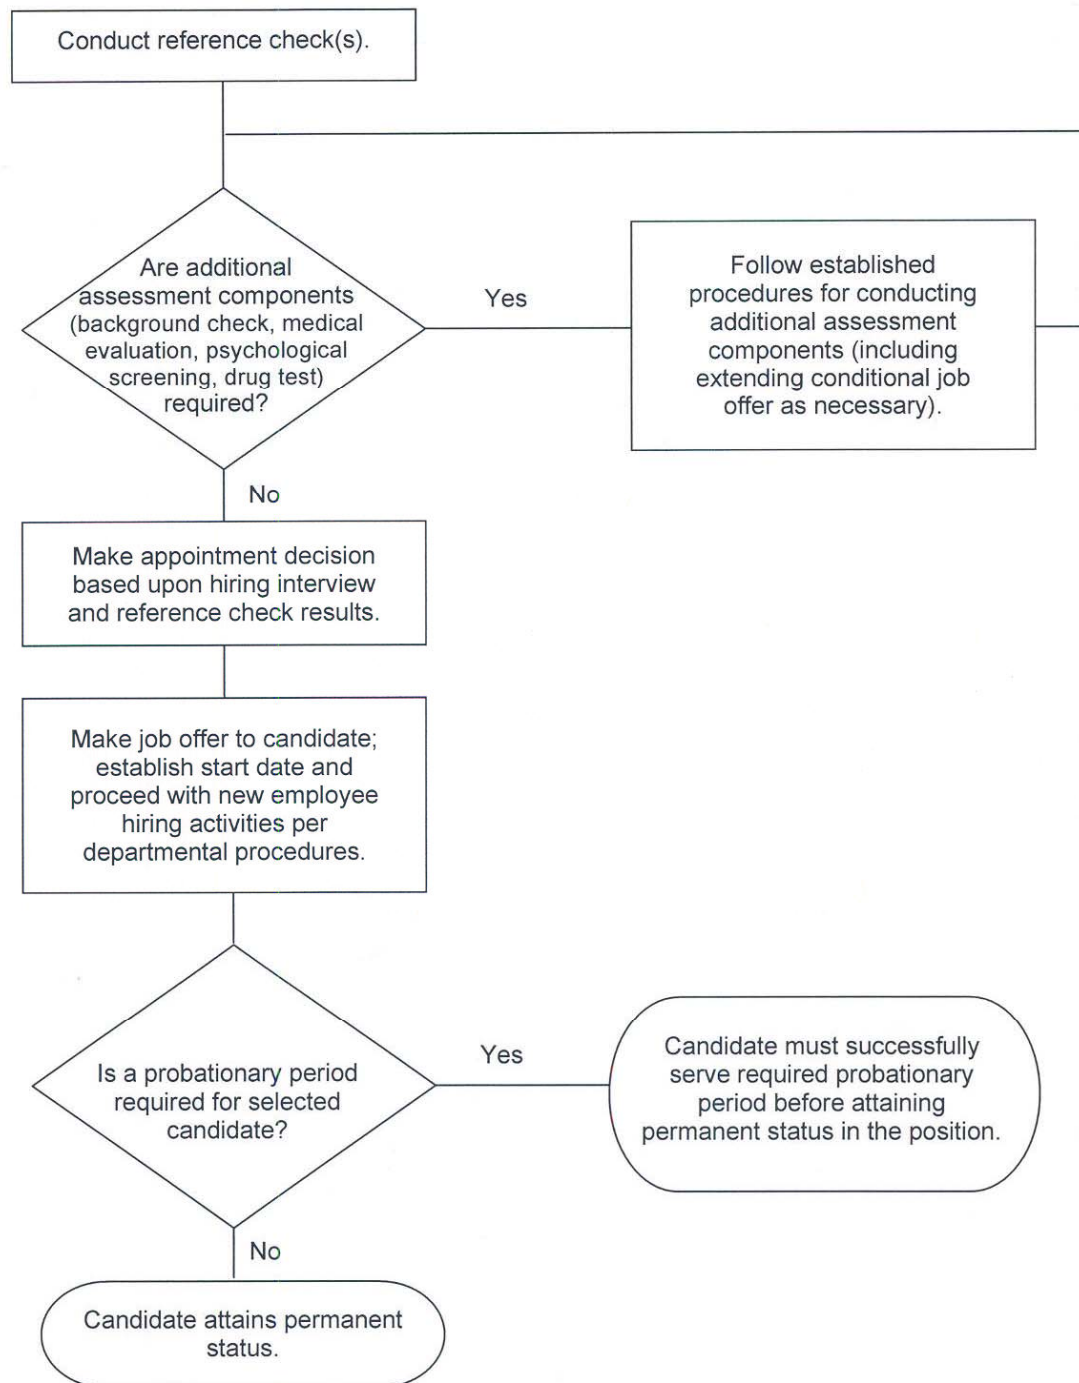 Conduct reference check(s).
Are additional
assessment components
(background check, medical
evaluation, psychological
screening, drug test)
required?
Yes
Follow established
procedures for conducting
additional assessment
components (including
extending conditional job
offer as necessary).
No
Make appointment decision
based upon hiring interview
and reference check results.
Make job offer to candidate;
establish start date and
proceed with new employee
hiring activities per
departmental procedures.
Is a probationary period
required for selected
candidate?
Yes
Candidate must successfully
serve required probationary
period before attaining
permanent status in the position.
No
Candidate attains permanent
status.